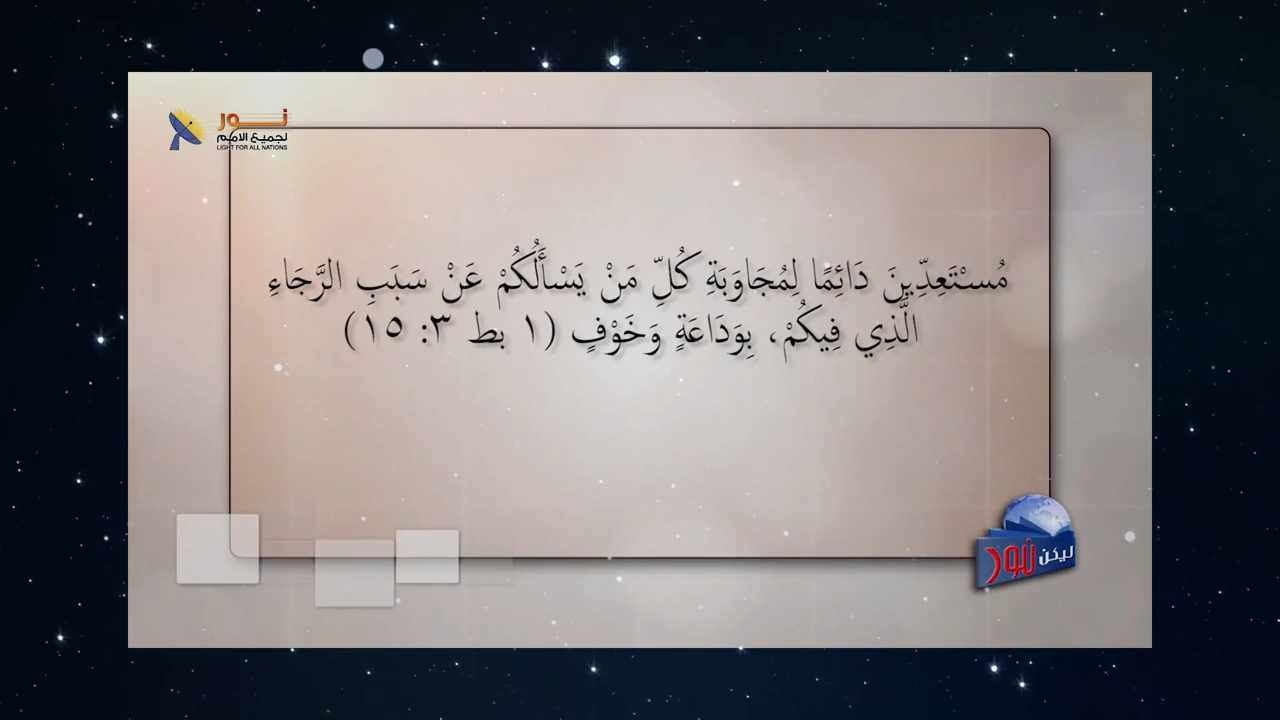 نـــور
لجميع الامم
LIGHT FOR ALL NATIONS
مُسْتَعِدِّينَ دَائِمًا لِمُجَاوَبَةِ كُلِّ مَنْ يَسْأَلُكُمْ عَنْ سَبَبِ الرَّجَاءِ
الَّذِي فِيكُمْ، بِوَدَاعَةٍ وَخَوْفٍ (١ بط ٣: ١٥)
ليكن نور